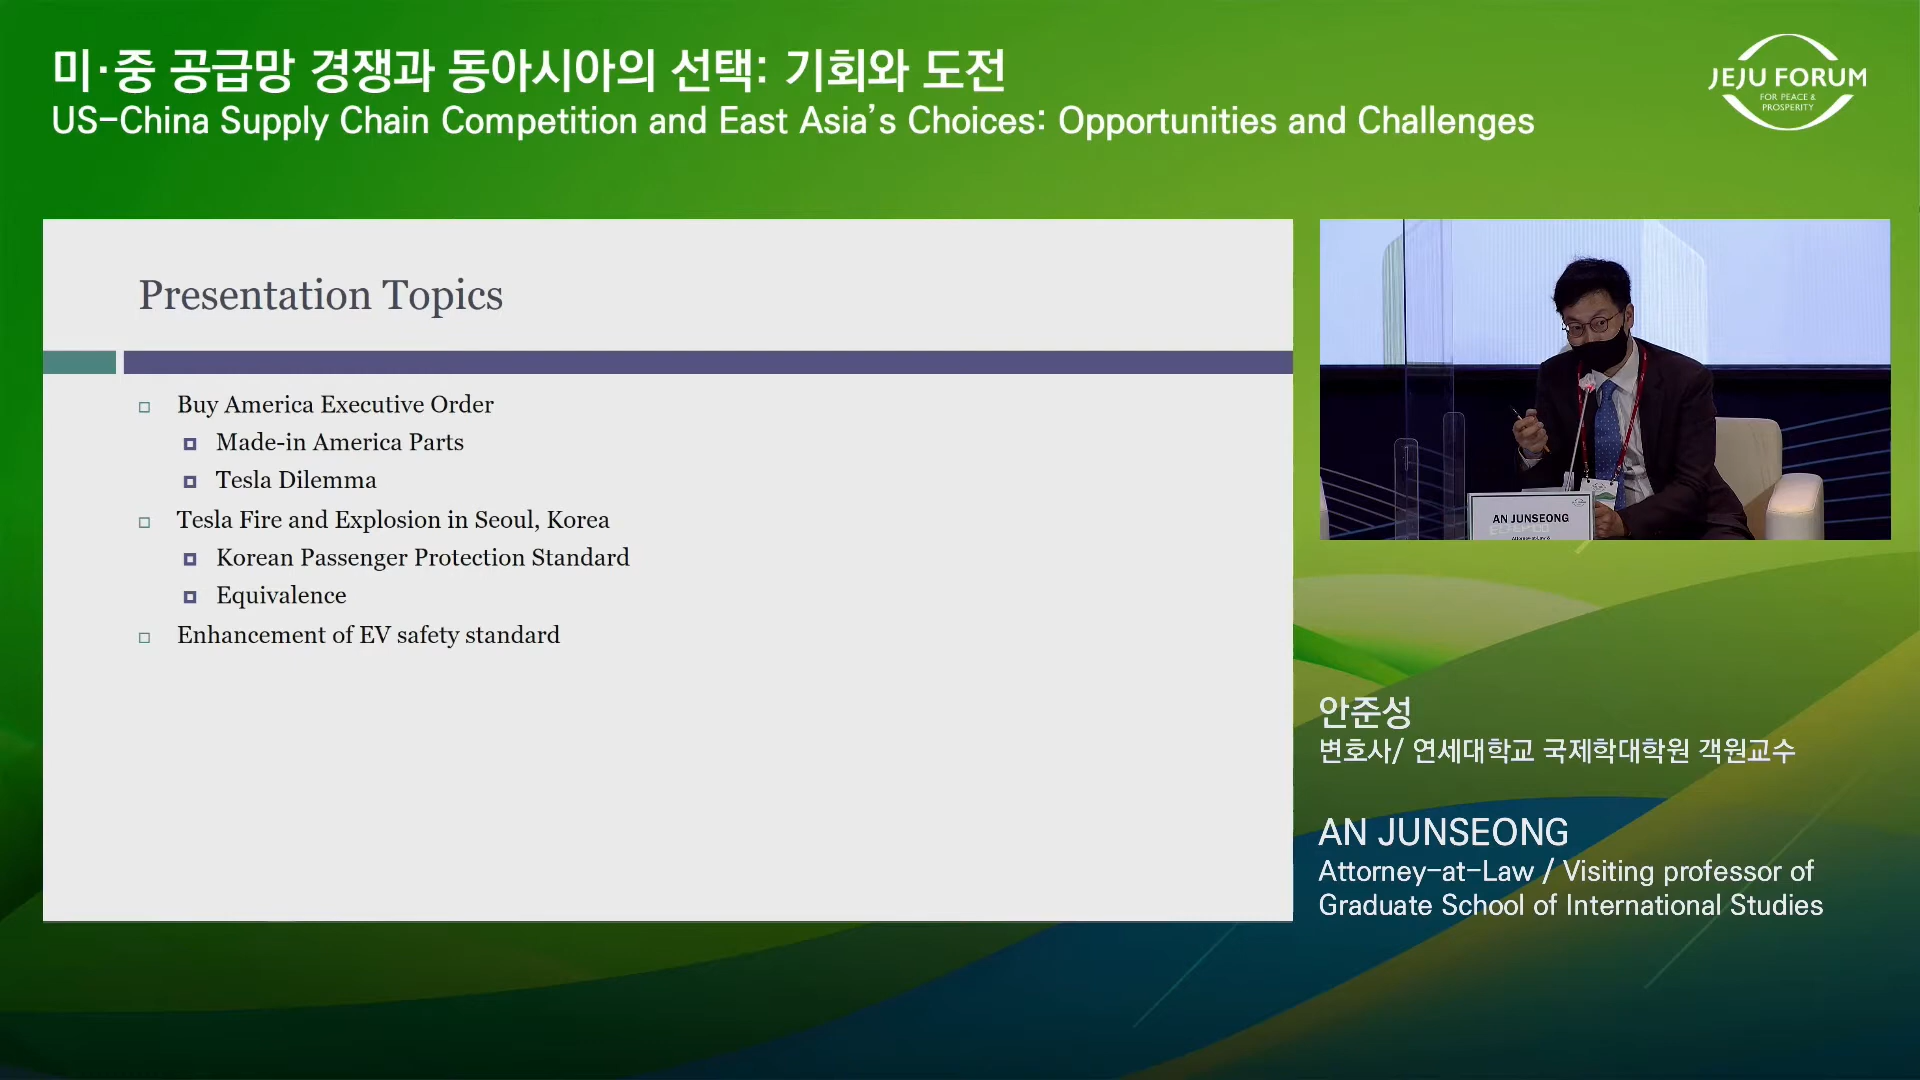 미·중 공급망 경쟁과 동아시아의 선택: 기회와 도전
US-China Supply Chain Competition and East Asia's Choices: Opportunities and Challenges
JEJU FORUM
FOR PEACE &
PROSPERITY
Presentation Topics
Buy America Executive Order
Made-in America Parts
Tesla Dilemma
Tesla Fire and Explosion in Seoul, Korea
Korean Passenger Protection Standard
Equivalence
Enhancement of EV safety standard
AN JUNSEONG
Attorney-at-Law &
안준성
변호사/ 연세대학교 국제학대학원 객원교수
AN JUNSEONG
Attorney-at-Law / Visiting professor of
Graduate School of International Studies